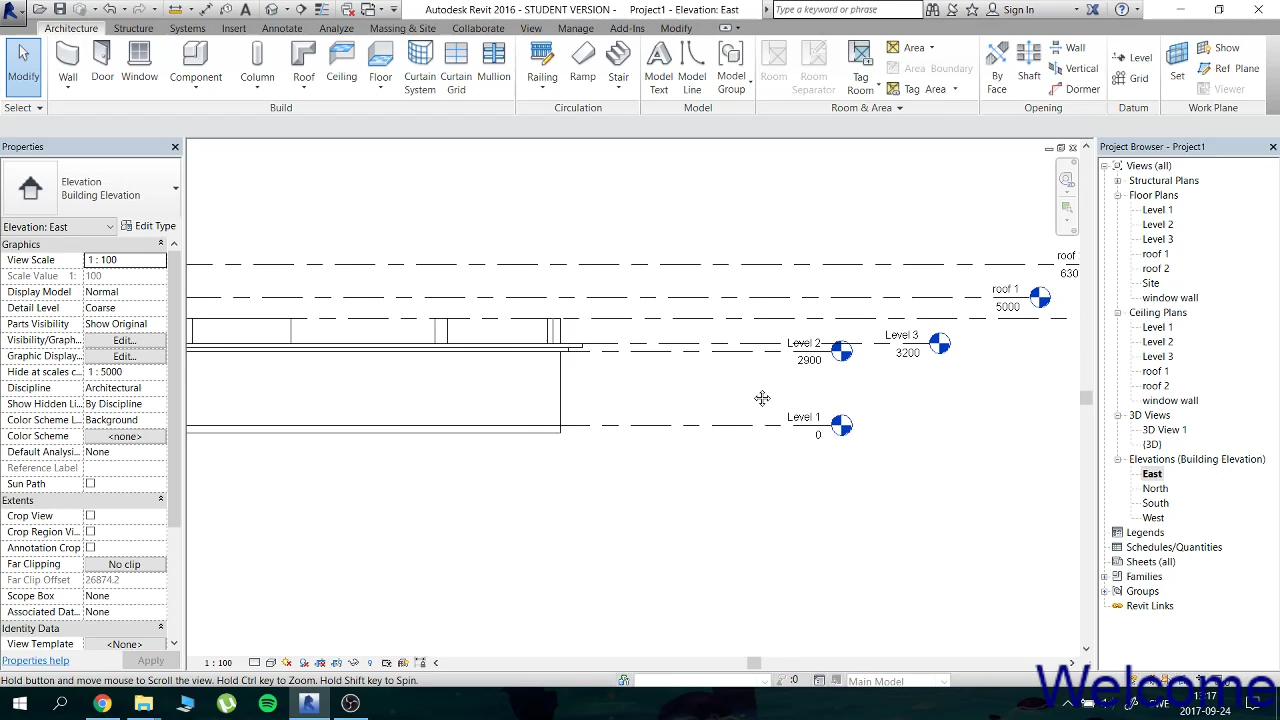 Autodesk Revit 2016 - STUDENT VERSION - Project1 - Elevation: East
Type a keyword or phrase
Sign In
Architecture Structure Systems Insert Annotate Analyze Massing & Site Collaborate View Manage Add-Ins Modify
Modify Wall Door Window Component Column Roof Ceiling Floor Curtain System Curtain Grid Mullion Railing Ramp Stair Model Text Model Line Model Group Room Room Separator Tag Room
Area
Area Boundary
Tag Area
By Face Shaft
Wall
Vertical
Dormer
Level
Grid
Set
Show
Ref Plane
Viewer
Select Build Circulation Model Room & Area Opening Datum Work Plane
Properties
Elevation
Building Elevation
Elevation: East Edit Type
Graphics
View Scale 1 : 100
Scale Value 1: 100
Display Model Normal
Detail Level Coarse
Parts Visibility Show Original
Visibility/Graph... Edit...
Graphic Display... Edit...
Hide at scales c... 1 : 5000
Discipline Architectural
Show Hidden Li... By Discipline
Color Scheme L... Background
Color Scheme <none>
Default Analysi... None
Reference Label
Sun Path
Extents
Crop View
Crop Region Vi...
Annotation Crop
Far Clipping No clip
Far Clip Offset 26874.2
Scope Box None
Associated Dat... None
Identity Data
View Template <None>
Properties help Apply
roof
630
roof 1
5000
Level 3
3200
Level 2
2900
Level 1
0
Project Browser - Project1
Views (all)
Structural Plans
Floor Plans
Level 1
Level 2
Level 3
roof 1
roof 2
Site
window wall
Ceiling Plans
Level 1
Level 2
Level 3
roof 1
roof 2
window wall
3D Views
3D View 1
{3D}
Elevations (Building Elevation)
East
North
South
West
Legends
Schedules/Quantities
Sheets (all)
Families
Groups
Revit Links
1 : 100
Hold button and move mouse to Scroll the view. Hold Ctrl key to Zoom. Hold Shift key to Spin.
:0
Main Model
Welcome
SWE
13:17
2017-09-24